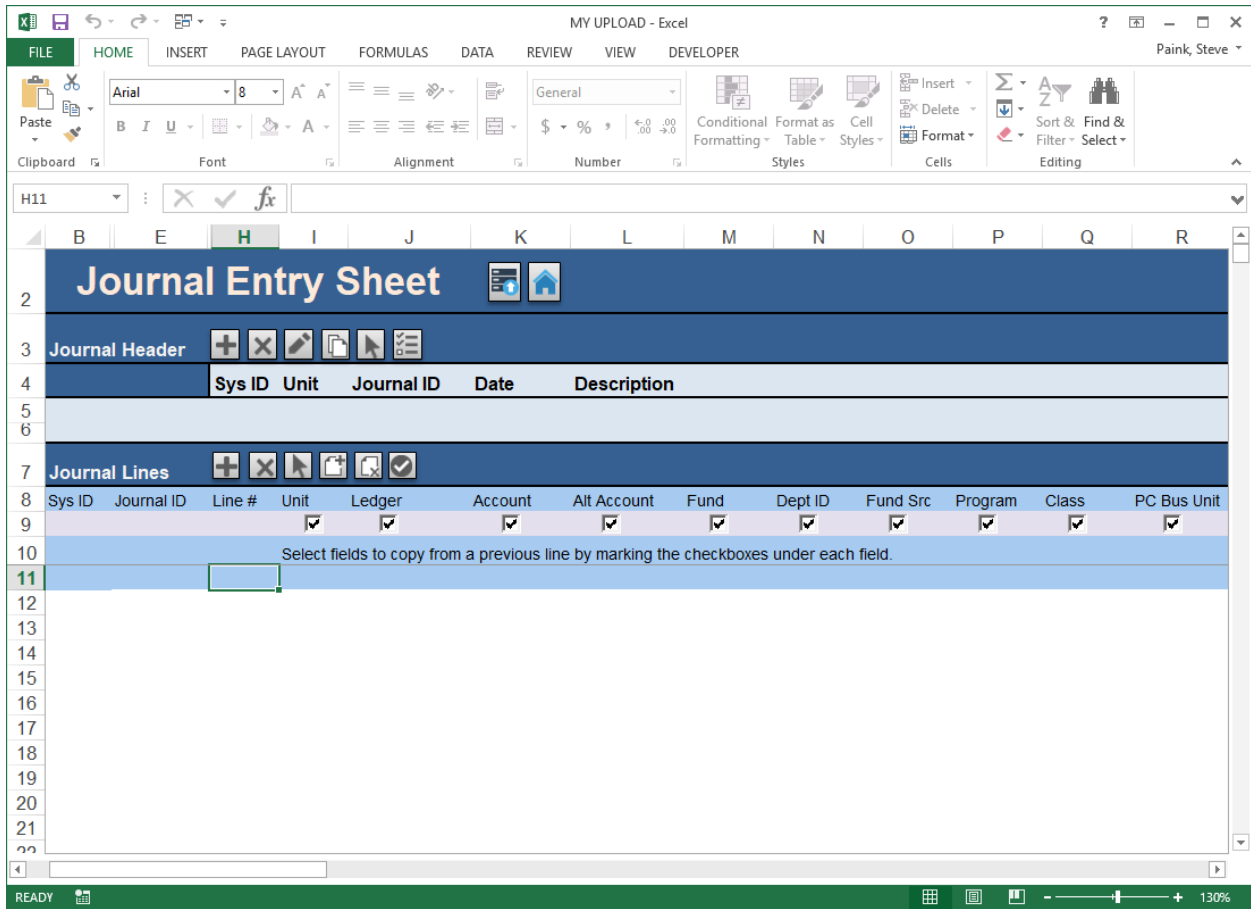 MY UPLOAD - Excel
FILE HOME INSERT PAGE LAYOUT FORMULAS DATA REVIEW VIEW DEVELOPER Paink, Steve
Paste
Arial 8 A A
B I U A
General
$ % , .00 .0 .00
Conditional Formatting
Format as Table
Cell Styles
Insert
Delete
Format
Sort & Filter
Find & Select
Clipboard Font Alignment Number Styles Cells Editing
H11 fx
B E H I J K L M N O P Q R
2 Journal Entry Sheet
3 Journal Header
4 Sys ID Unit Journal ID Date Description
5
6
7 Journal Lines
8 Sys ID Journal ID Line # Unit Ledger Account Alt Account Fund Dept ID Fund Src Program Class PC Bus Unit
9
10 Select fields to copy from a previous line by marking the checkboxes under each field.
11
12
13
14
15
16
17
18
19
20
21
22
READY 130%